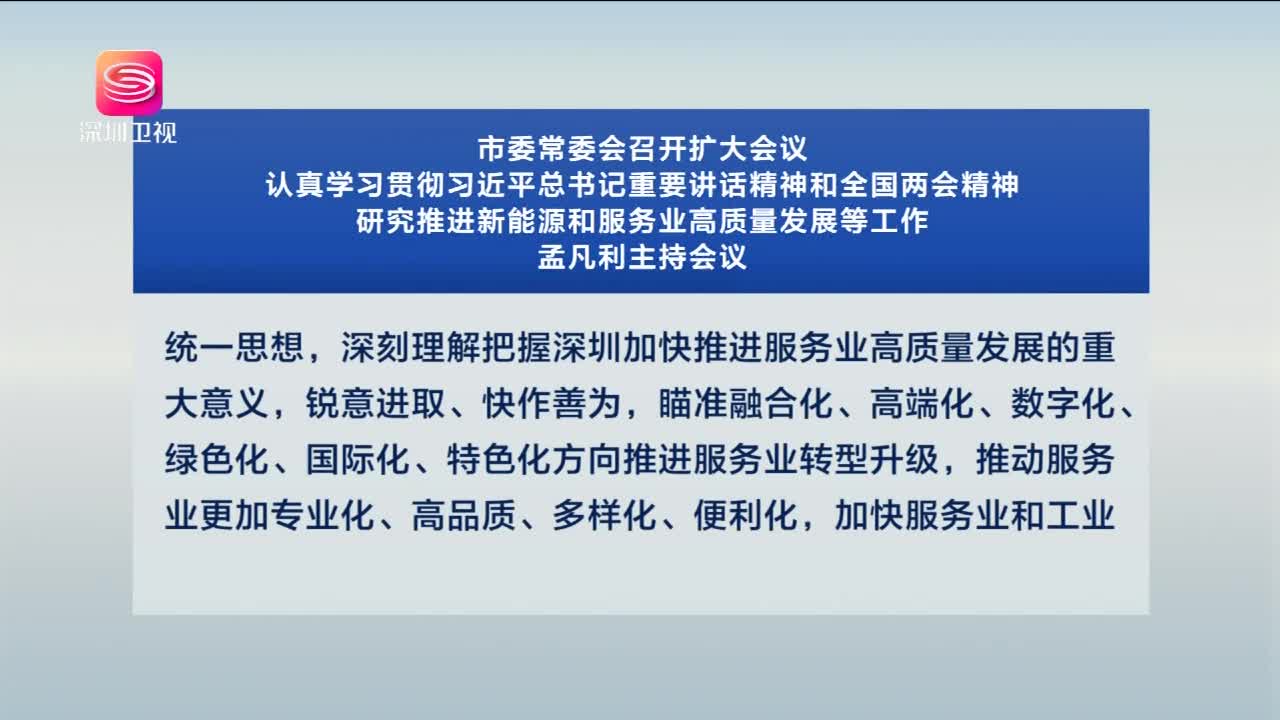 深圳卫视
市委常委会召开扩大会议
认真学习贯彻习近平总书记重要讲话精神和全国两会精神
研究推进新能源和服务业高质量发展等工作
孟凡利主持会议
统一思想，深刻理解把握深圳加快推进服务业高质量发展的重
大意义，锐意进取、快作善为，瞄准融合化、高端化、数字化、
绿色化、国际化、特色化方向推进服务业转型升级，推动服务
业更加专业化、高品质、多样化、便利化，加快服务业和工业